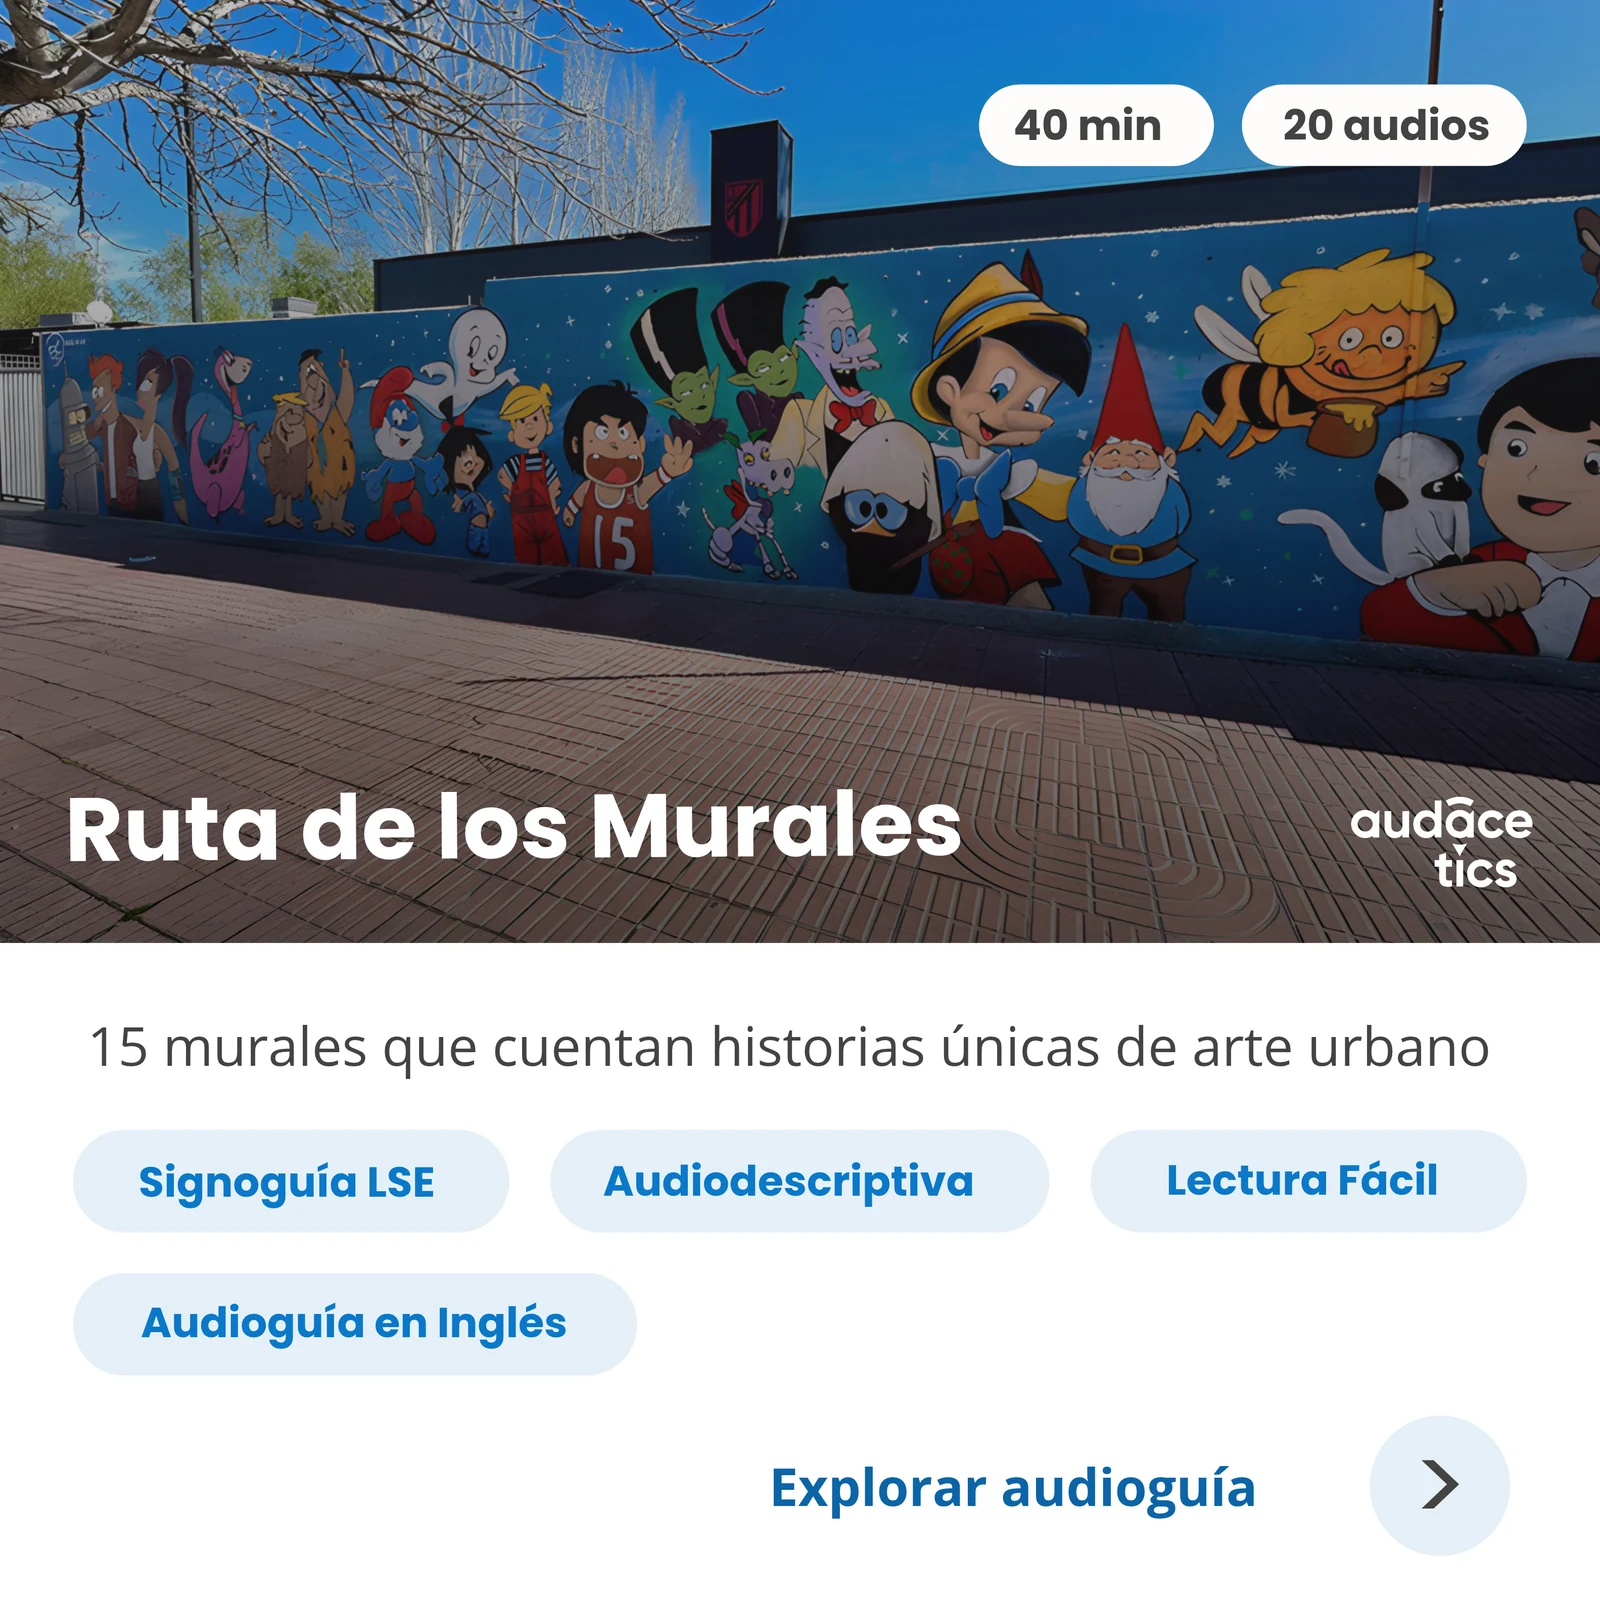 40 min
20 audios
15
Ruta de los Murales
audace
tics
15 murales que cuentan historias únicas de arte urbano
Signoguía LSE
Audiodescriptiva
Lectura Fácil
Audioguía en Inglés
Explorar audioguía